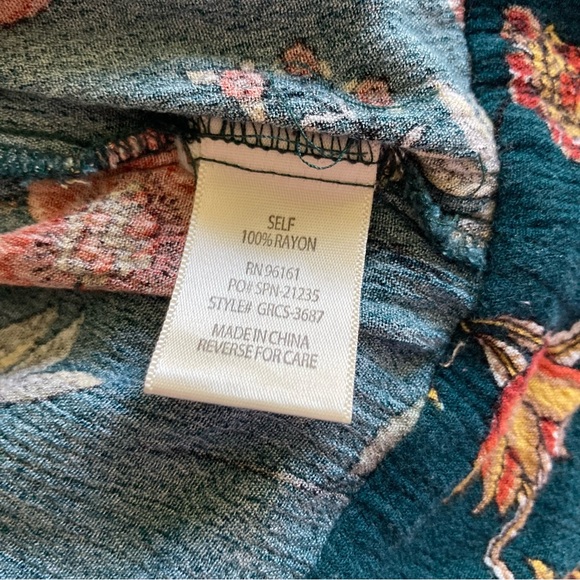 SELF
100% RAYON
RN 96161
PO# SPN-21235
STYLE# GRCS-3687
MADE IN CHINA
REVERSE FOR CARE